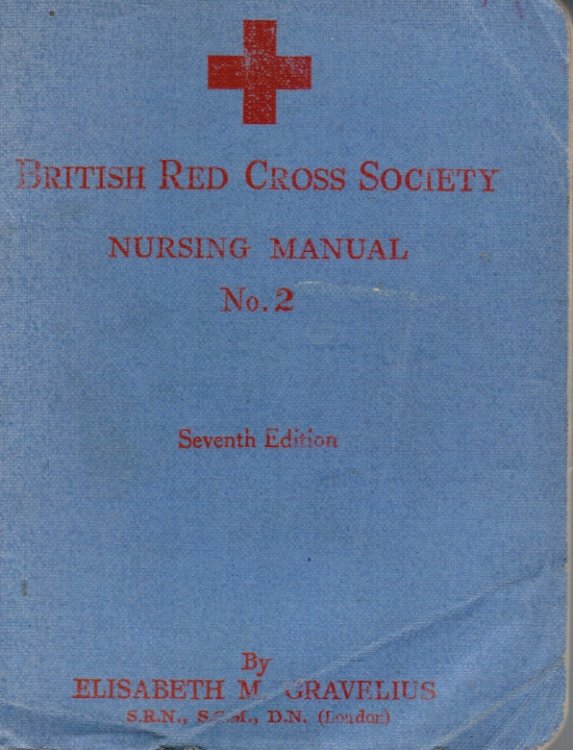 BRITISH RED CROSS SOCIETY
NURSING MANUAL
No. 2
Seventh Edition
By
ELISABETH M. GRAVELIUS
S.R.N., S.C.M., D.N. (London)